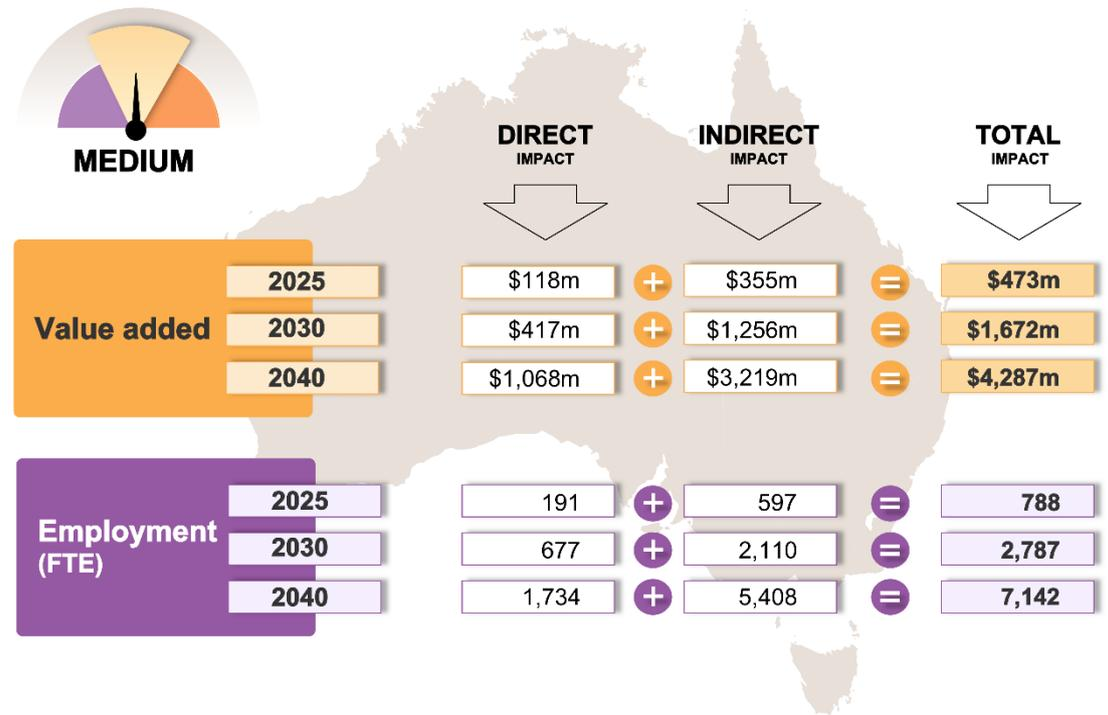 MEDIUM
DIRECT
IMPACT
INDIRECT
IMPACT
TOTAL
IMPACT
Value added
2025 $118m + $355m = $473m
2030 $417m + $1,256m = $1,672m
2040 $1,068m + $3,219m = $4,287m
Employment
(FTE)
2025 191 + 597 = 788
2030 677 + 2,110 = 2,787
2040 1,734 + 5,408 = 7,142